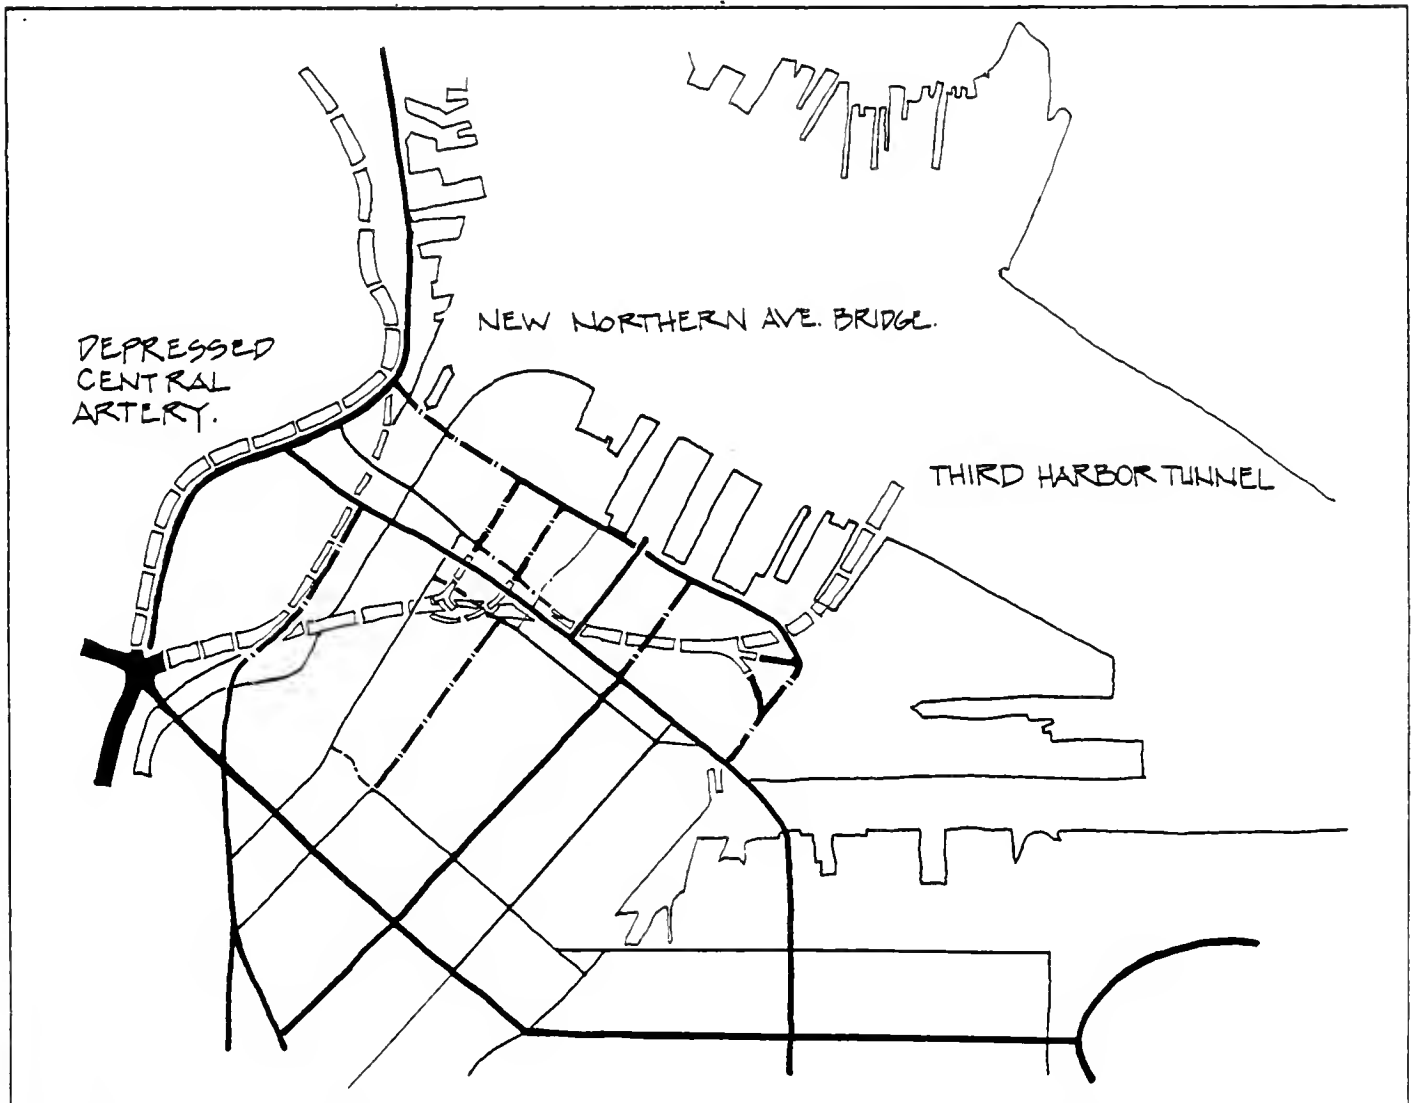 NEW NORTHERN AVE. BRIDGE.
DEPRESSED
CENTRAL
ARTERY.
THIRD HARBOR TUNNEL